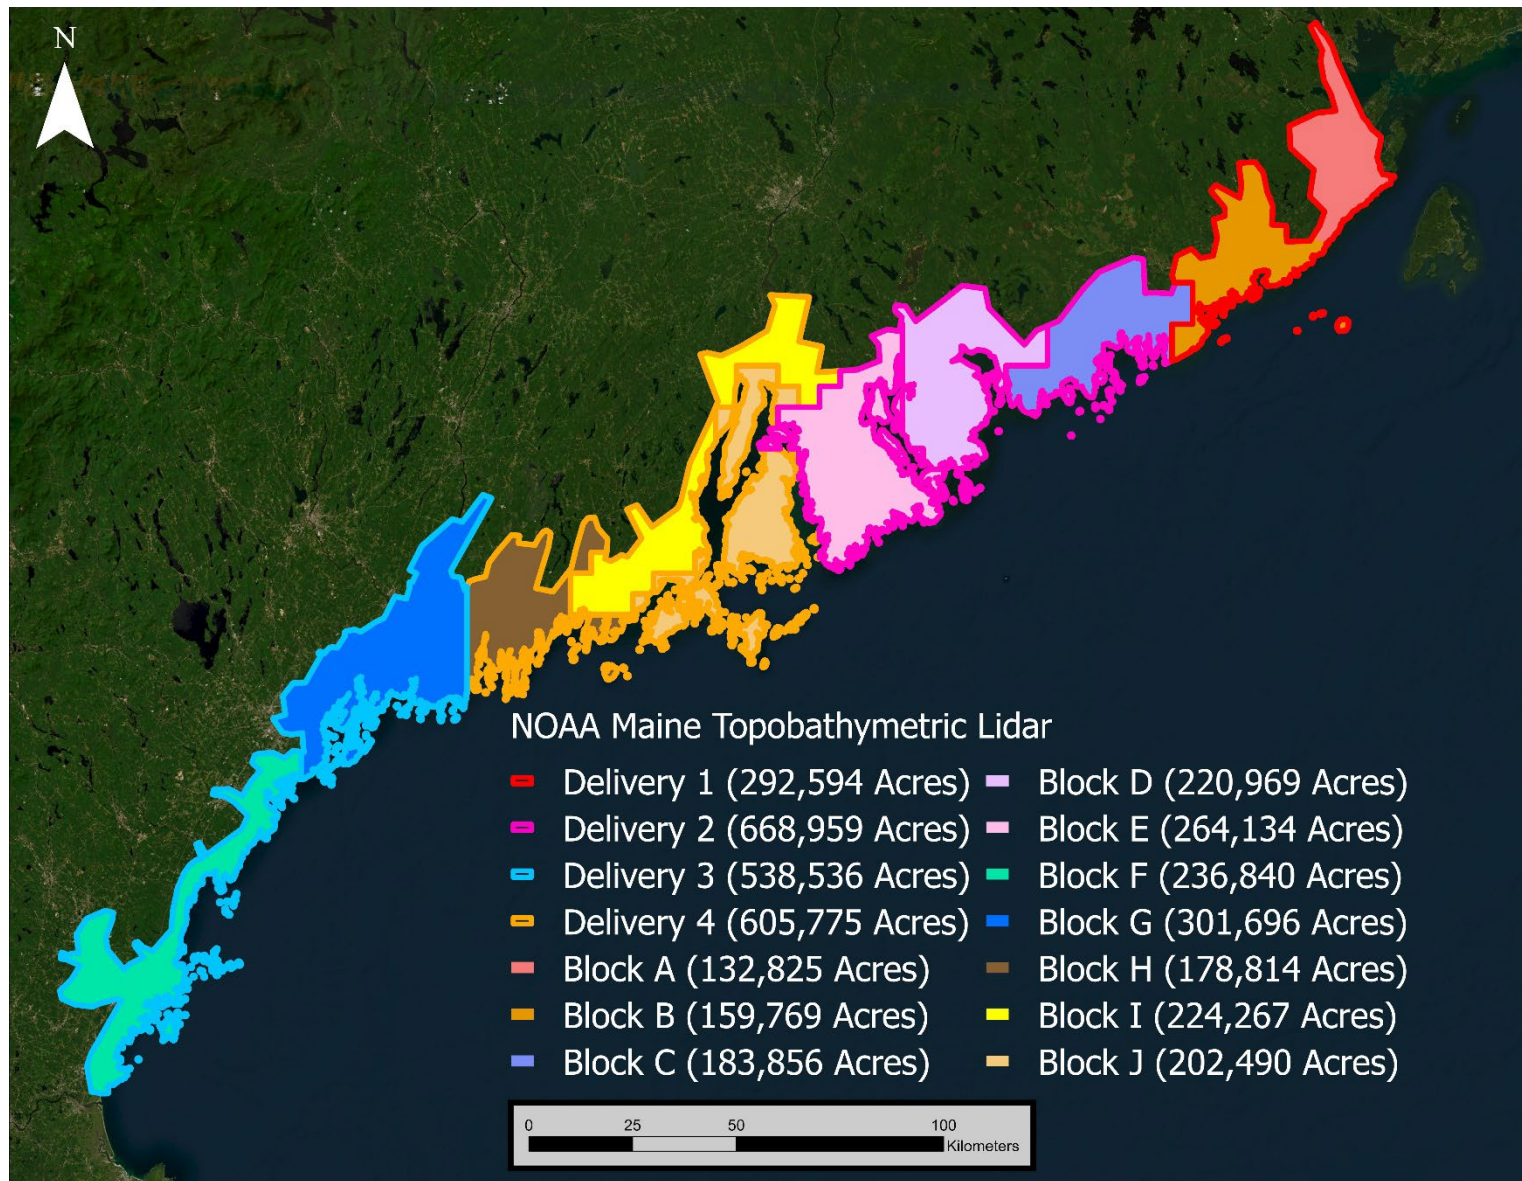 N
NOAA Maine Topobathymetric Lidar
Delivery 1 (292,594 Acres)
Delivery 2 (668,959 Acres)
Delivery 3 (538,536 Acres)
Delivery 4 (605,775 Acres)
Block A (132,825 Acres)
Block B (159,769 Acres)
Block C (183,856 Acres)
Block D (220,969 Acres)
Block E (264,134 Acres)
Block F (236,840 Acres)
Block G (301,696 Acres)
Block H (178,814 Acres)
Block I (224,267 Acres)
Block J (202,490 Acres)
0 25 50 100
Kilometers